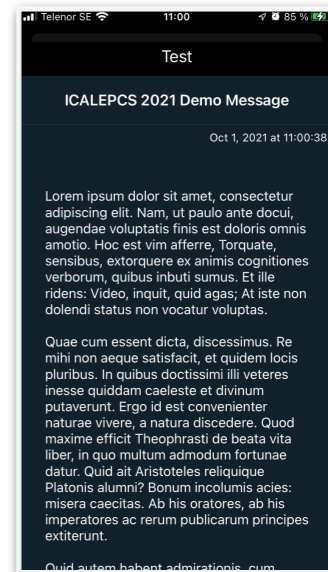 Telenor SE 11:00 85 %
Test
ICALEPCS 2021 Demo Message
Oct 1, 2021 at 11:00:38
Lorem ipsum dolor sit amet, consectetur
adipiscing elit. Nam, ut paulo ante docui,
augendae voluptatis finis est doloris omnis
amotio. Hoc est vim afferre, Torquate,
sensibus, extorquere ex animis cognitiones
verborum, quibus inbuti sumus. Et ille
ridens: Video, inquit, quid agas; At iste non
dolendi status non vocatur voluptas.
Quae cum essent dicta, discessimus. Re
mihi non aeque satisfacit, et quidem locis
pluribus. In quibus doctissimi illi veteres
inesse quiddam caeleste et divinum
putaverunt. Ergo id est convenienter
naturae vivere, a natura discedere. Quod
maxime efficit Theophrasti de beata vita
liber, in quo multum admodum fortunae
datur. Quid ait Aristoteles reliquique
Platonis alumni? Bonum incolumis acies:
misera caecitas. Ab his oratores, ab his
imperatores ac rerum publicarum principes
extiterunt.
Quid autem habent admirationis, cum